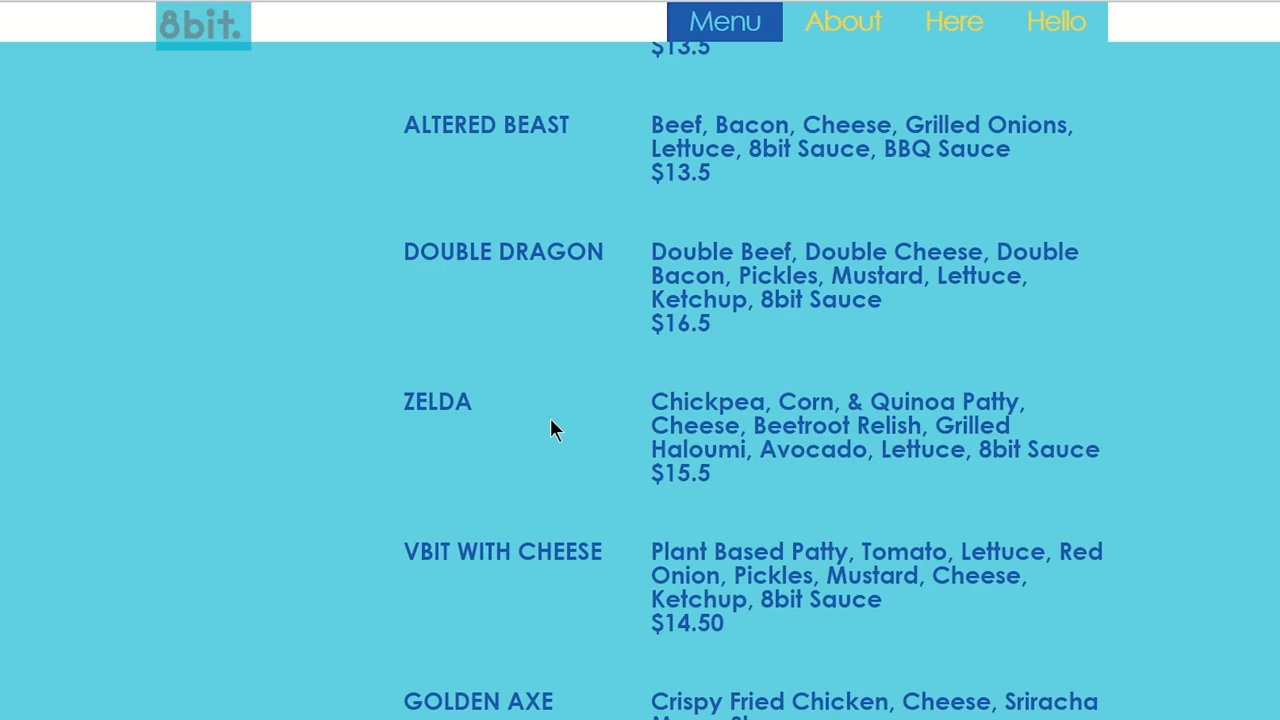 8bit.
Menu About Here Hello
$13.5
ALTERED BEAST
Beef, Bacon, Cheese, Grilled Onions,
Lettuce, 8bit Sauce, BBQ Sauce
$13.5
DOUBLE DRAGON
Double Beef, Double Cheese, Double
Bacon, Pickles, Mustard, Lettuce,
Ketchup, 8bit Sauce
$16.5
ZELDA
Chickpea, Corn, & Quinoa Patty,
Cheese, Beetroot Relish, Grilled
Haloumi, Avocado, Lettuce, 8bit Sauce
$15.5
VBIT WITH CHEESE
Plant Based Patty, Tomato, Lettuce, Red
Onion, Pickles, Mustard, Cheese,
Ketchup, 8bit Sauce
$14.50
GOLDEN AXE
Crispy Fried Chicken, Cheese, Sriracha